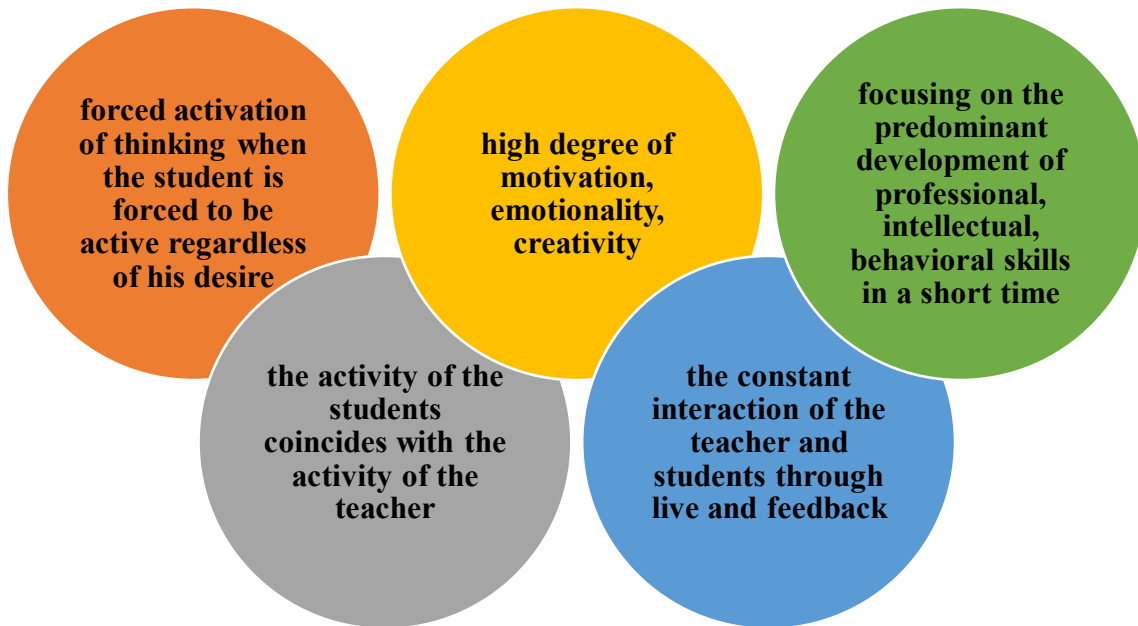 forced activation
of thinking when
the student is
forced to be
active regardless
of his desire
the activity of the
students
coincides with the
activity of the
teacher
high degree of
motivation,
emotionality,
creativity
the constant
interaction of the
teacher and
students through
live and feedback
focusing on the
predominant
development of
professional,
intellectual,
behavioral skills
in a short time